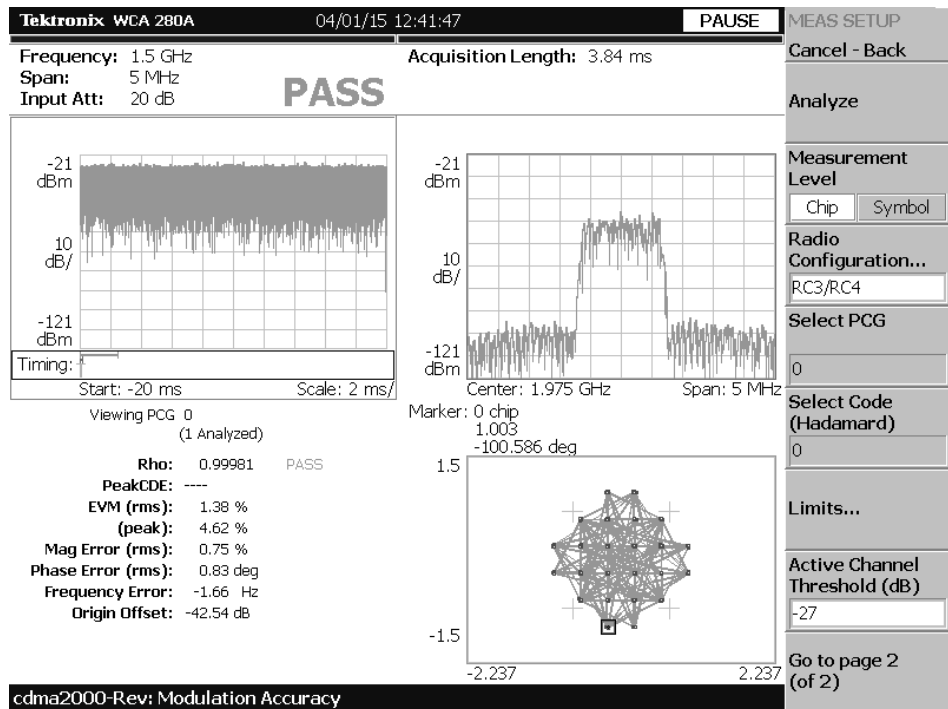 Tektronix WCA 280A
04/01/15 12:41:47
PAUSE
Frequency: 1.5 GHz
Span: 5 MHz
Input Att: 20 dB
PASS
Acquisition Length: 3.84 ms
-21
dBm
10
dB/
-121
dBm
Timing:
Start: -20 ms
Scale: 2 ms/
-21
dBm
10
dB/
-121
dBm
Center: 1.975 GHz
Span: 5 MHz
Viewing PCG 0
(1 Analyzed)
Rho: 0.99981 PASS
PeakCDE: ----
EVM (rms): 1.38 %
(peak): 4.62 %
Mag Error (rms): 0.75 %
Phase Error (rms): 0.83 deg
Frequency Error: -1.66 Hz
Origin Offset: -42.54 dB
Marker: 0 chip
1.003
-100.586 deg
1.5
-1.5
-2.237
2.237
cdma2000-Rev: Modulation Accuracy
MEAS SETUP
Cancel - Back
Analyze
Measurement
Level
Chip Symbol
Radio
Configuration...
RC3/RC4
Select PCG
0
Select Code
(Hadamard)
0
Limits...
Active Channel
Threshold (dB)
-27
Go to page 2
(of 2)